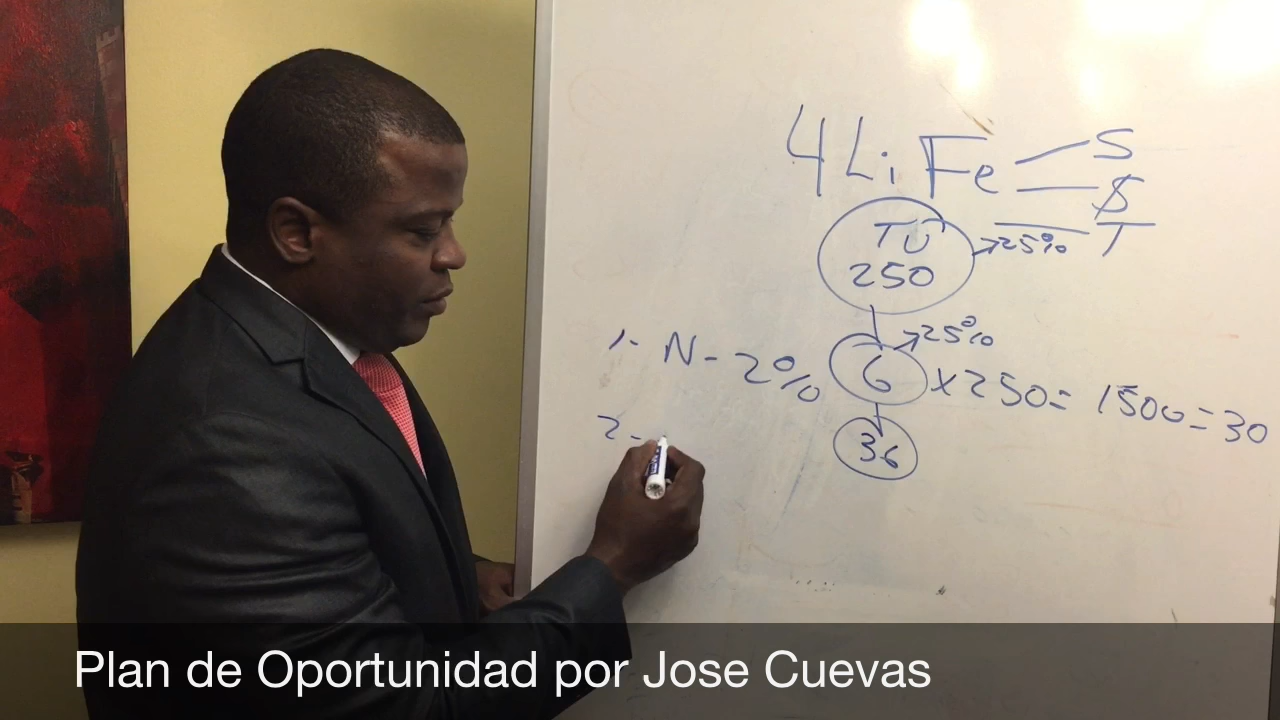 4LiFe S
$
TU 25% T
250
25%
1- N- 2% 6 x250= 1500=30
2-
36
Plan de Oportunidad por Jose Cuevas